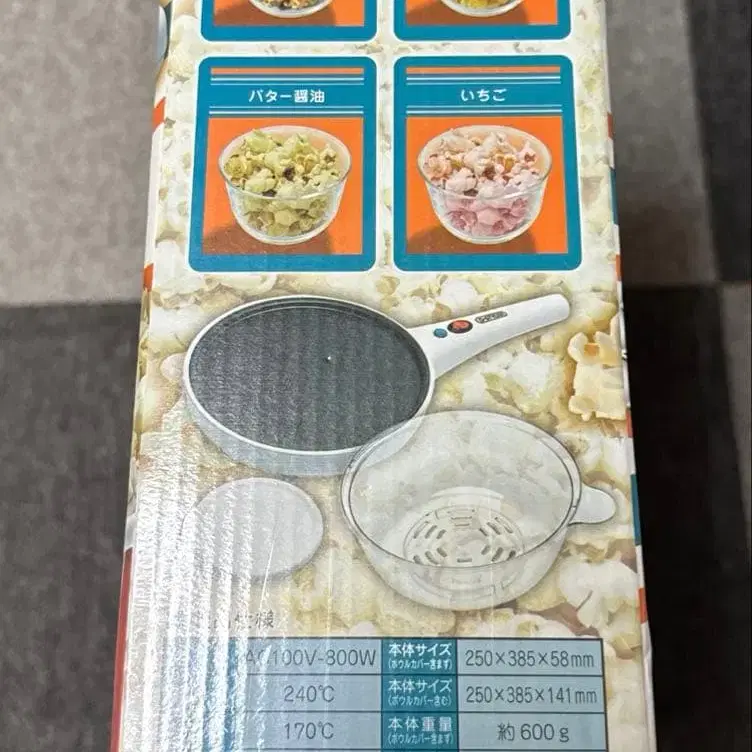 バター醤油
いちご
AC100V-800W
本体サイズ
(ボウルカバー含まず)
250×385×58mm
240℃
本体サイズ
(ボウルカバー含む)
250×385×141mm
170℃
本体重量
(ボウルカバー含まず)
約600g